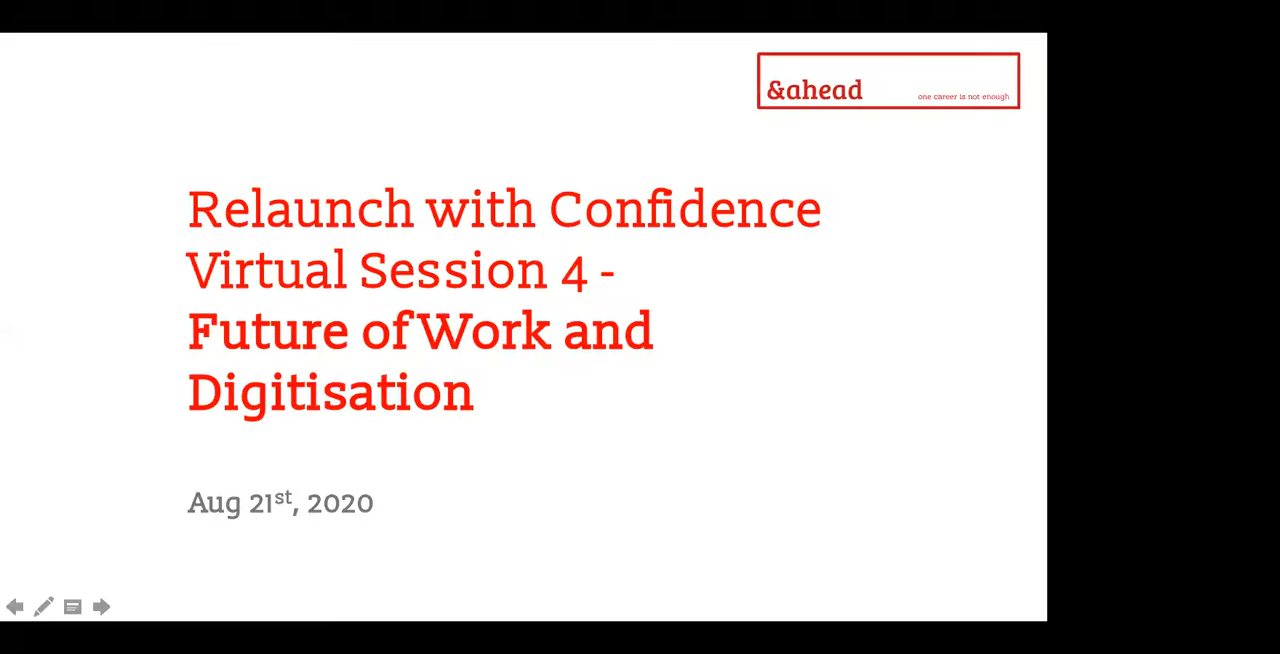 &ahead one career is not enough
Relaunch with Confidence
Virtual Session 4 -
Future of Work and
Digitisation
Aug 21st, 2020